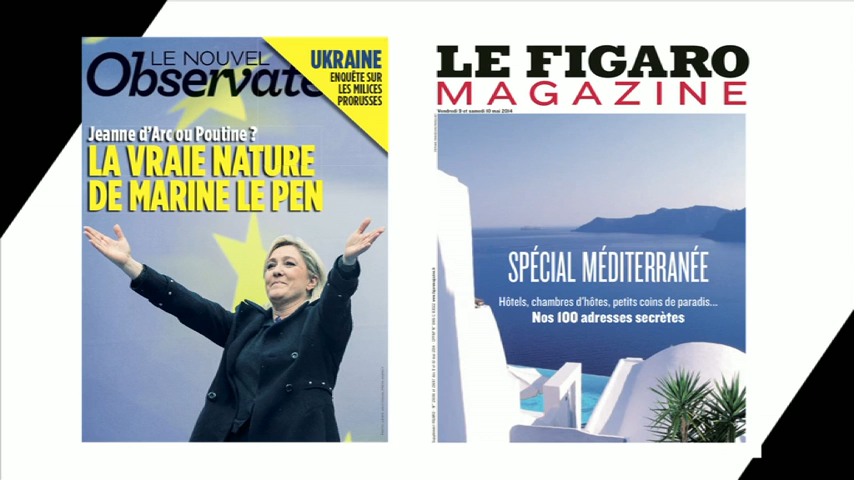 LE NOUVEL
Observate
UKRAINE
ENQUÊTE SUR
LES MILICES
PRORUSSES
Jeanne d'Arc ou Poutine ?
LA VRAIE NATURE
DE MARINE LE PEN
LE FIGARO
MAGAZINE
Vendredi 9 et samedi 10 mai 2014
SPÉCIAL MÉDITERRANÉE
Hôtels, chambres d'hôtes, petits coins de paradis...
Nos 100 adresses secrètes